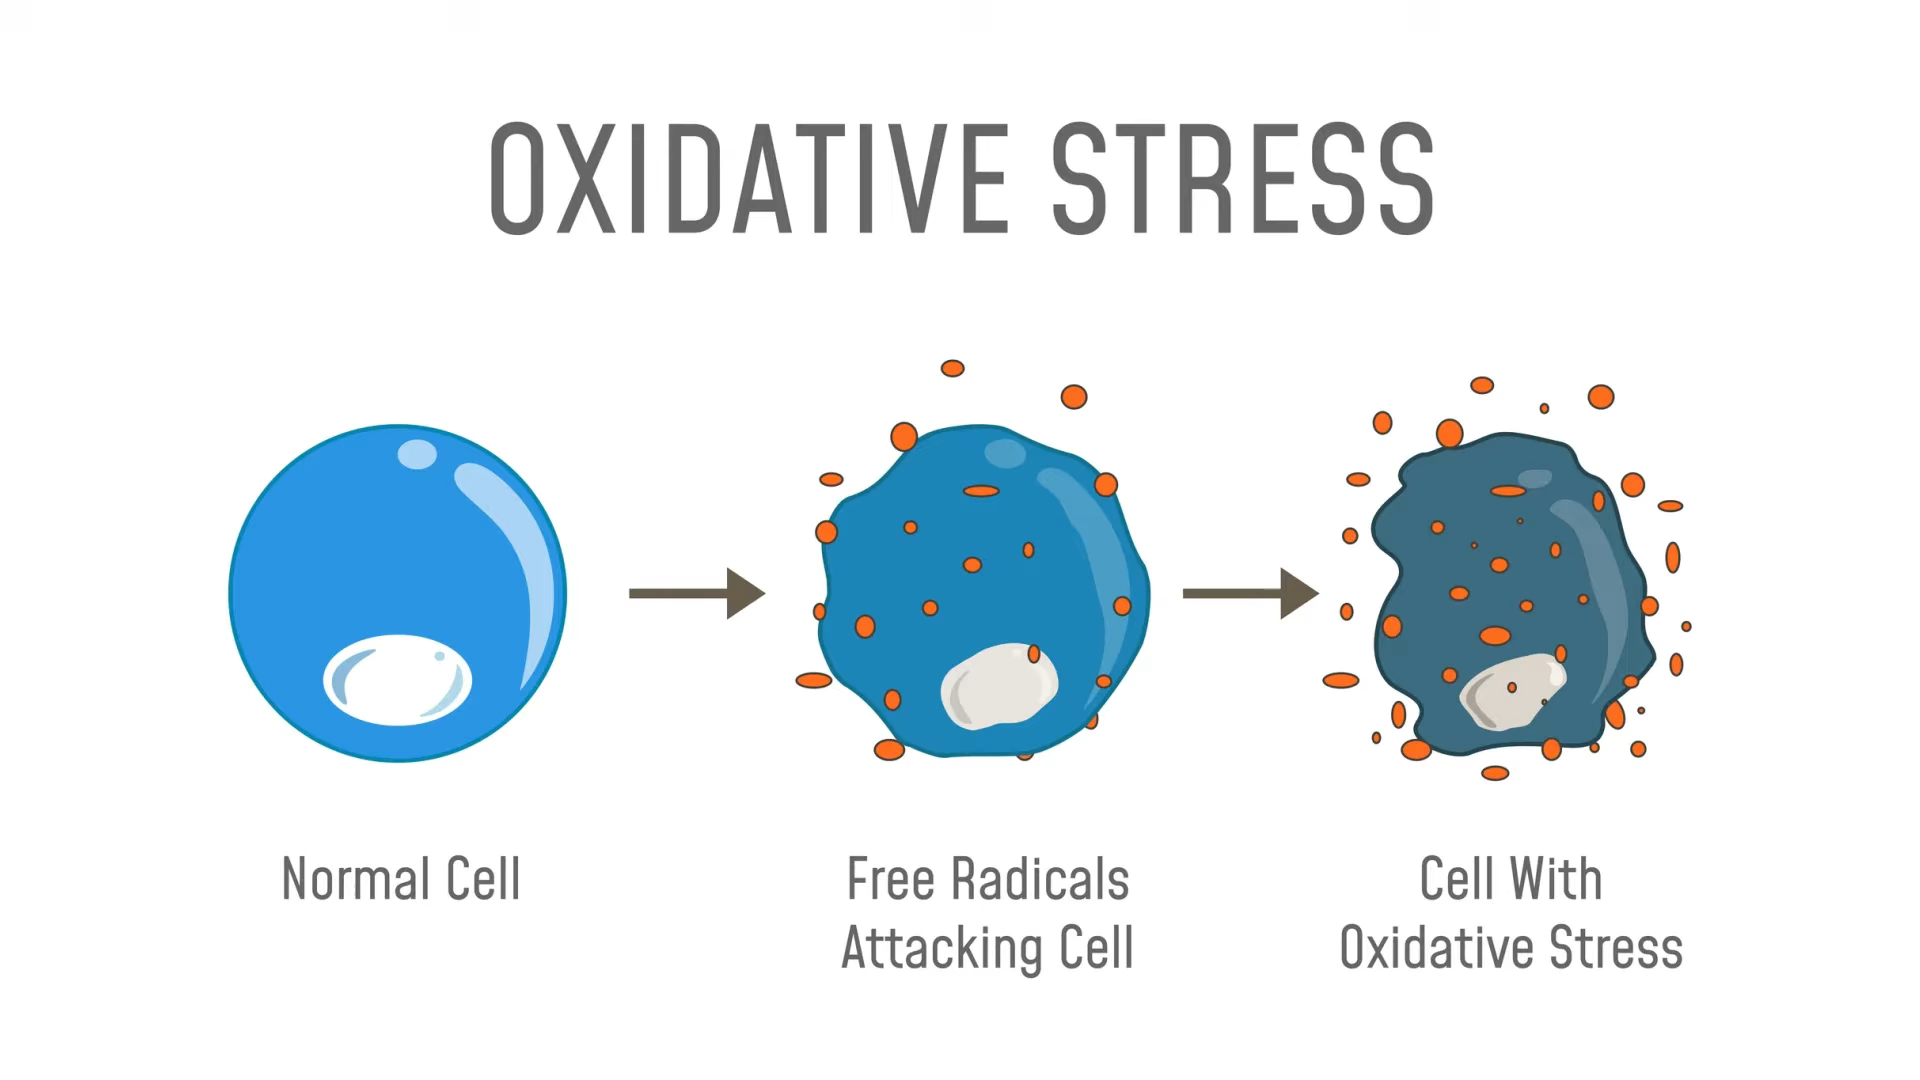 OXIDATIVE STRESS
Normal Cell
Free Radicals
Attacking Cell
Cell With
Oxidative Stress